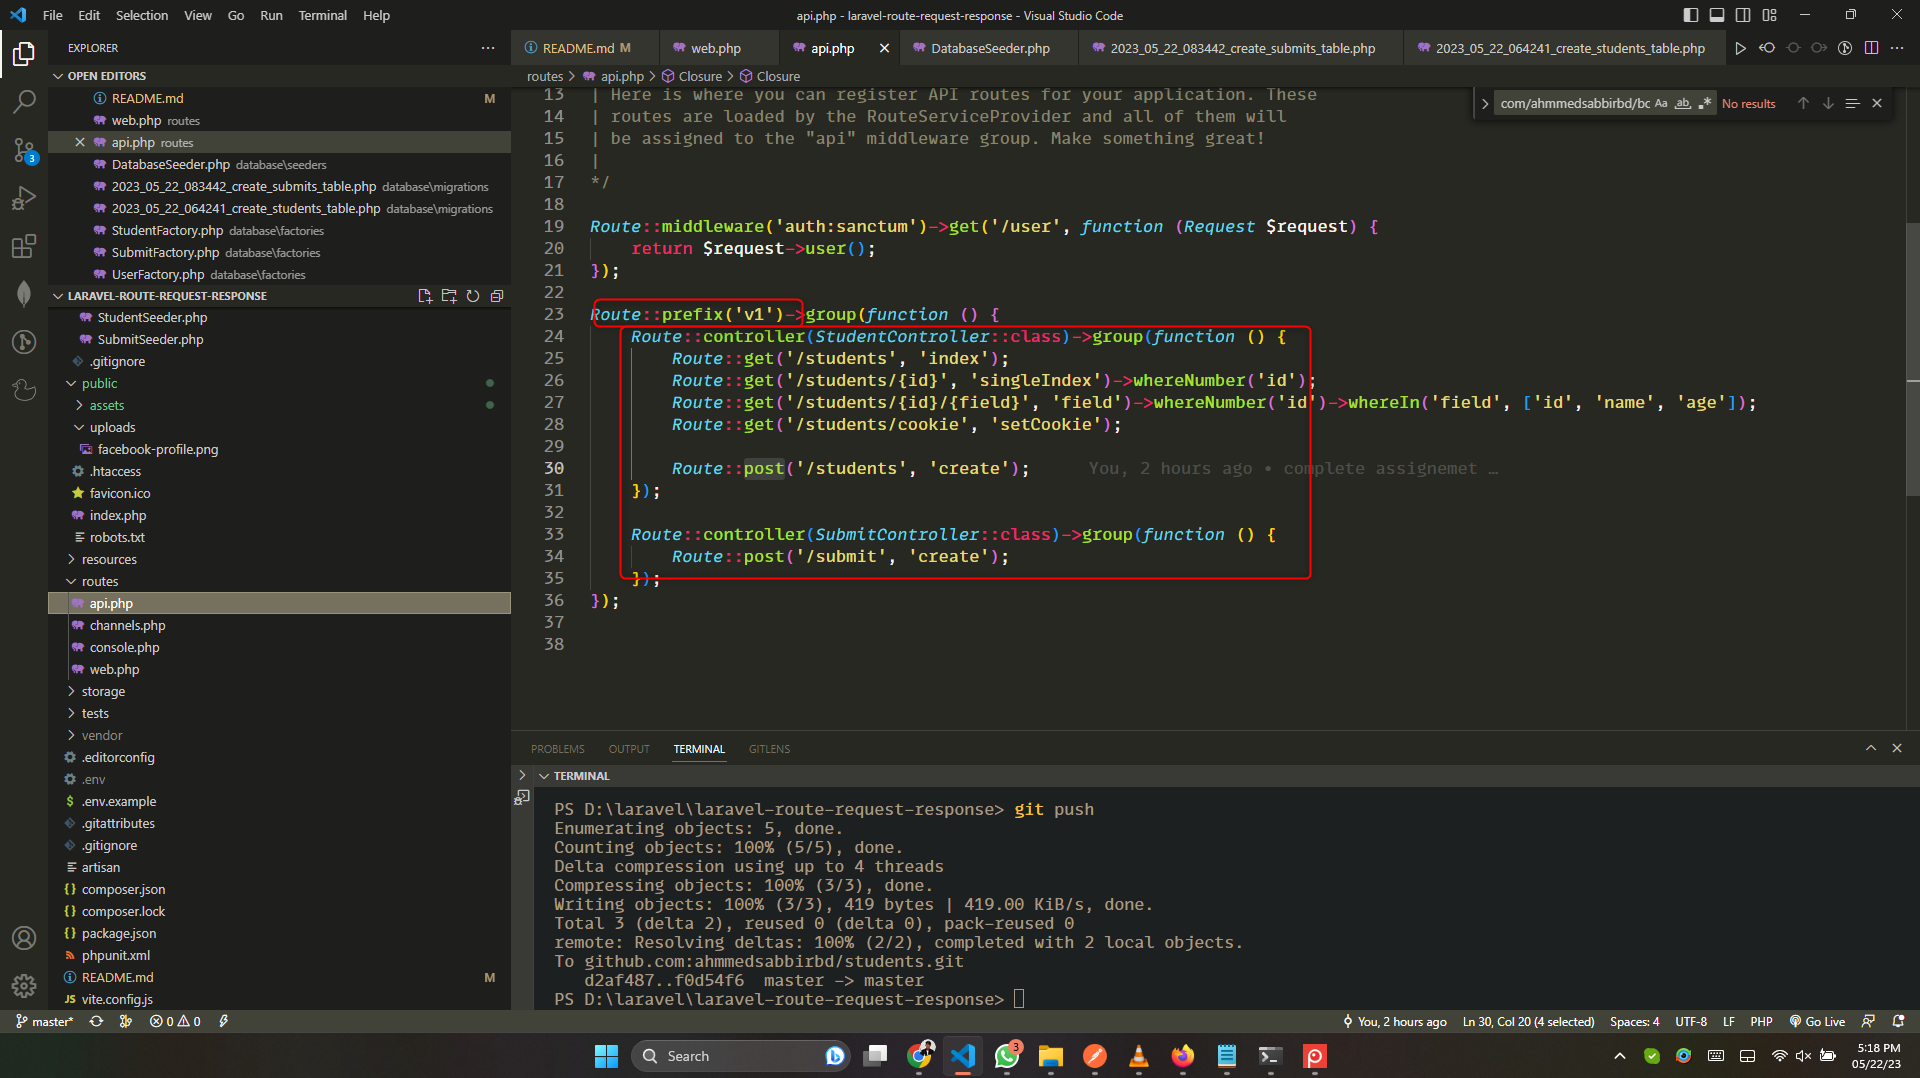 File Edit Selection View Go Run Terminal Help
api.php - laravel-route-request-response - Visual Studio Code
EXPLORER
OPEN EDITORS
README.md M
web.php routes
api.php routes
DatabaseSeeder.php database\seeders
2023_05_22_083442_create_submits_table.php database\migrations
2023_05_22_064241_create_students_table.php database\migrations
StudentFactory.php database\factories
SubmitFactory.php database\factories
UserFactory.php database\factories
LARAVEL-ROUTE-REQUEST-RESPONSE
StudentSeeder.php
SubmitSeeder.php
.gitignore
public
assets
uploads
facebook-profile.png
.htaccess
favicon.ico
index.php
robots.txt
resources
routes
api.php
channels.php
console.php
web.php
storage
tests
vendor
.editorconfig
.env
.env.example
.gitattributes
.gitignore
artisan
composer.json
composer.lock
package.json
phpunit.xml
README.md M
vite.config.js
3
README.md M web.php api.php DatabaseSeeder.php 2023_05_22_083442_create_submits_table.php 2023_05_22_064241_create_students_table.php
routes > api.php > Closure > Closure
com/ahmmedsabbirbd/bc Aa ab .* No results
13 | Here is where you can register API routes for your application. These
14 | routes are loaded by the RouteServiceProvider and all of them will
15 | be assigned to the "api" middleware group. Make something great!
16 |
17 */
18
19 Route::middleware('auth:sanctum')->get('/user', function (Request $request) {
20 return $request->user();
21 });
22
23 Route::prefix('v1')->group(function () {
24 Route::controller(StudentController::class)->group(function () {
25 Route::get('/students', 'index');
26 Route::get('/students/{id}', 'singleIndex')->whereNumber('id');
27 Route::get('/students/{id}/{field}', 'field')->whereNumber('id')->whereIn('field', ['id', 'name', 'age']);
28 Route::get('/students/cookie', 'setCookie');
29
30 Route::post('/students', 'create'); You, 2 hours ago • complete assignemet …
31 });
32
33 Route::controller(SubmitController::class)->group(function () {
34 Route::post('/submit', 'create');
35 });
36 });
37
38
PROBLEMS OUTPUT TERMINAL GITLENS
TERMINAL
PS D:\laravel\laravel-route-request-response> git push
Enumerating objects: 5, done.
Counting objects: 100% (5/5), done.
Delta compression using up to 4 threads
Compressing objects: 100% (3/3), done.
Writing objects: 100% (3/3), 419 bytes | 419.00 KiB/s, done.
Total 3 (delta 2), reused 0 (delta 0), pack-reused 0
remote: Resolving deltas: 100% (2/2), completed with 2 local objects.
To github.com:ahmmedsabbirbd/students.git
d2af487..f0d54f6 master -> master
PS D:\laravel\laravel-route-request-response>
master* 0 0 You, 2 hours ago Ln 30, Col 20 (4 selected) Spaces: 4 UTF-8 LF PHP Go Live
Search 3 5:18 PM
05/22/23